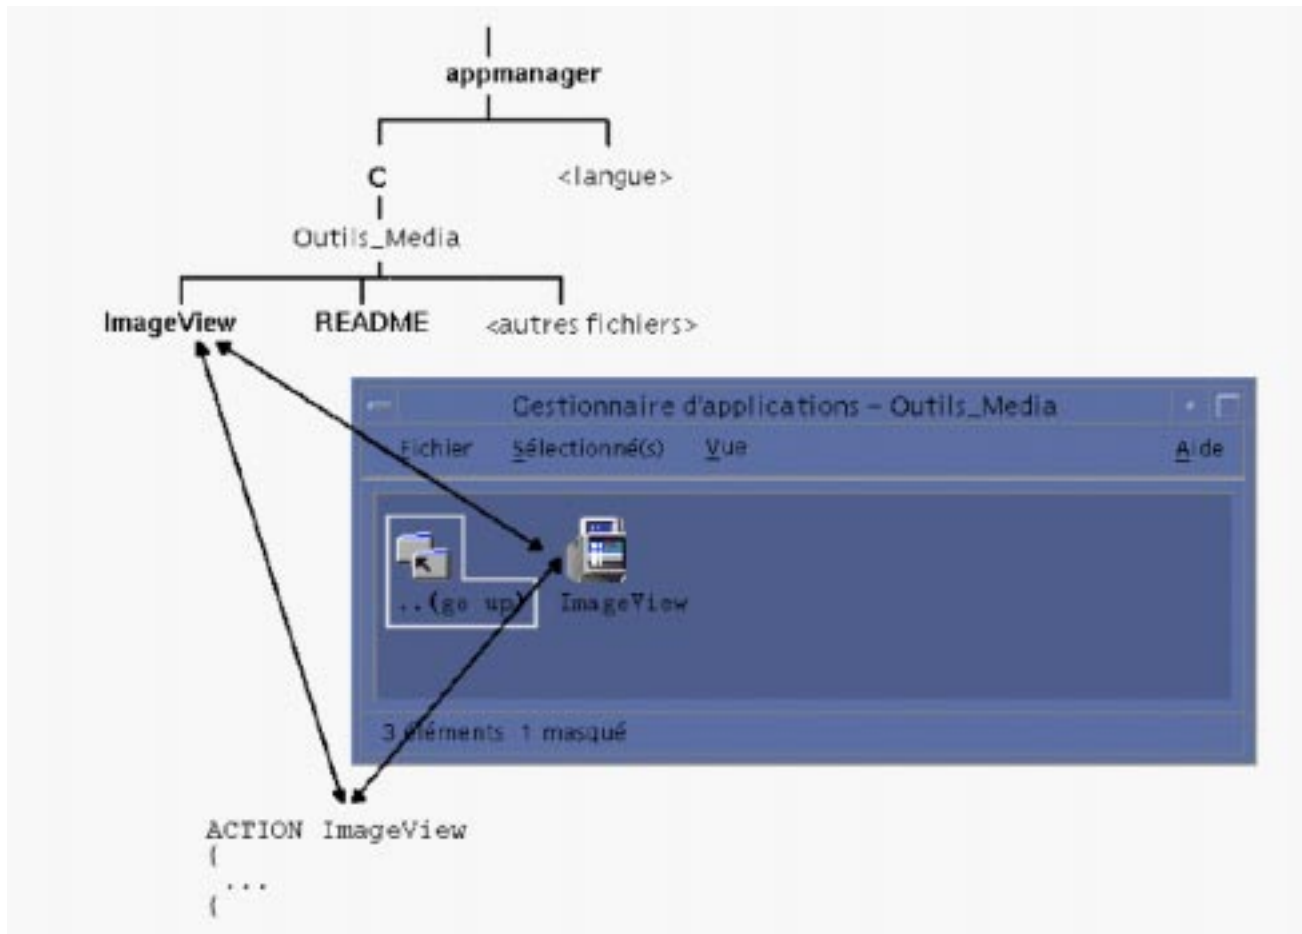 appmanager
C <langue>
Outils_Media
ImageView README <autres fichiers>
Gestionnaire d'applications – Outils_Media
Fichier Sélectionné(s) Vue Aide
..(go up) ImageView
3 éléments 1 masqué
ACTION ImageView
{
...
{